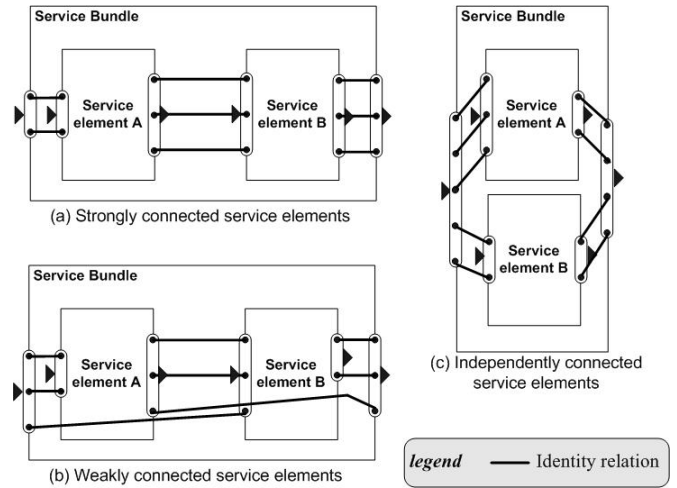 Service Bundle
Service
element A
Service
element B
(a) Strongly connected service elements
Service Bundle
Service
element A
Service
element B
(b) Weakly connected service elements
Service Bundle
Service
element A
Service
element B
(c) Independently connected
service elements
legend Identity relation